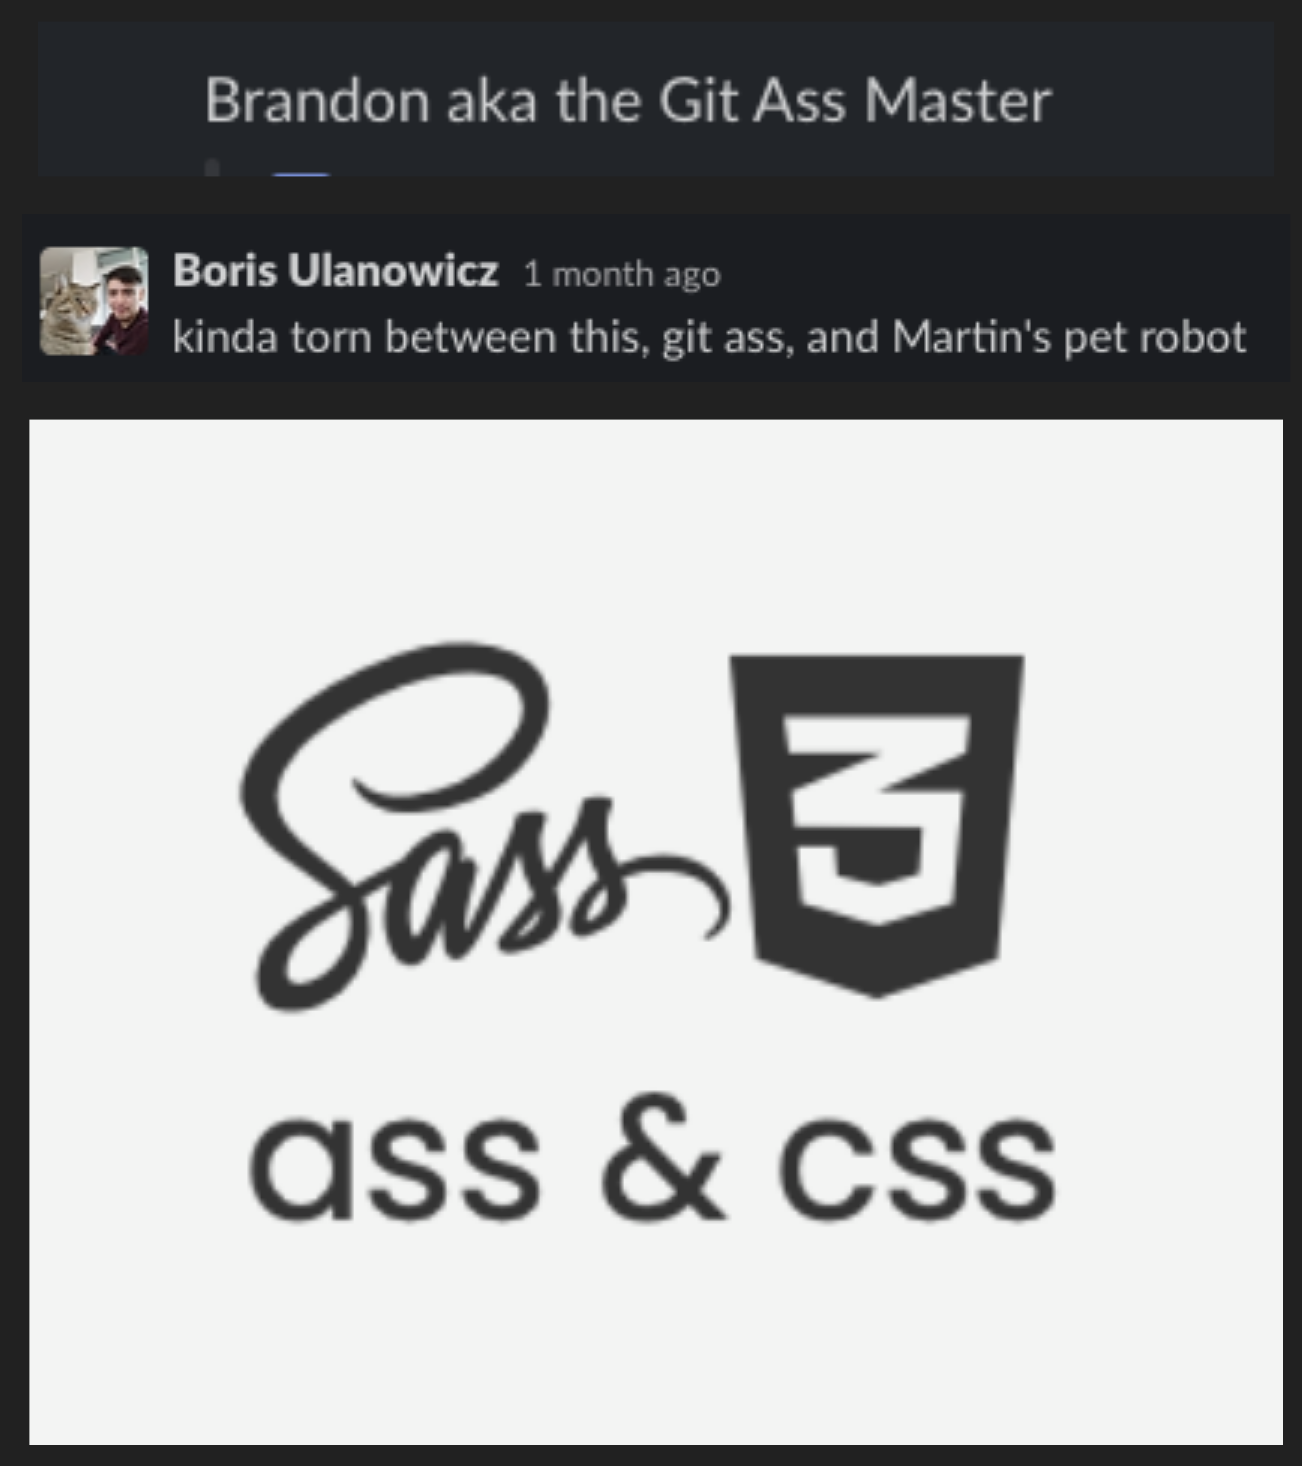 Brandon aka the Git Ass Master
Boris Ulanowicz 1 month ago
kinda torn between this, git ass, and Martin's pet robot
Sass 3
ass & css